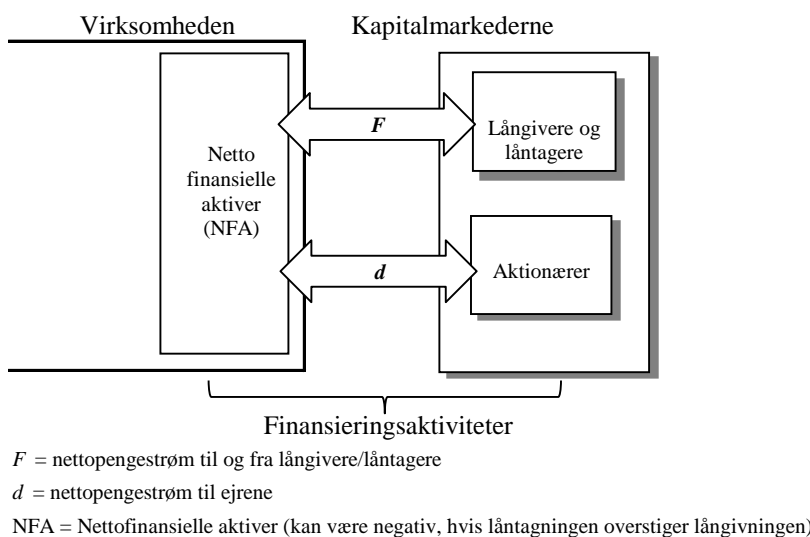 Virksomheden
Kapitalmarkederne
Netto
finansielle
aktiver
(NFA)
F
Långivere og
låntagere
d
Aktionærer
Finansieringsaktiviteter
F = nettopengestrøm til og fra långivere/låntagere
d = nettopengestrøm til ejrene
NFA = Nettofinansielle aktiver (kan være negativ, hvis låntagningen overstiger långivningen)